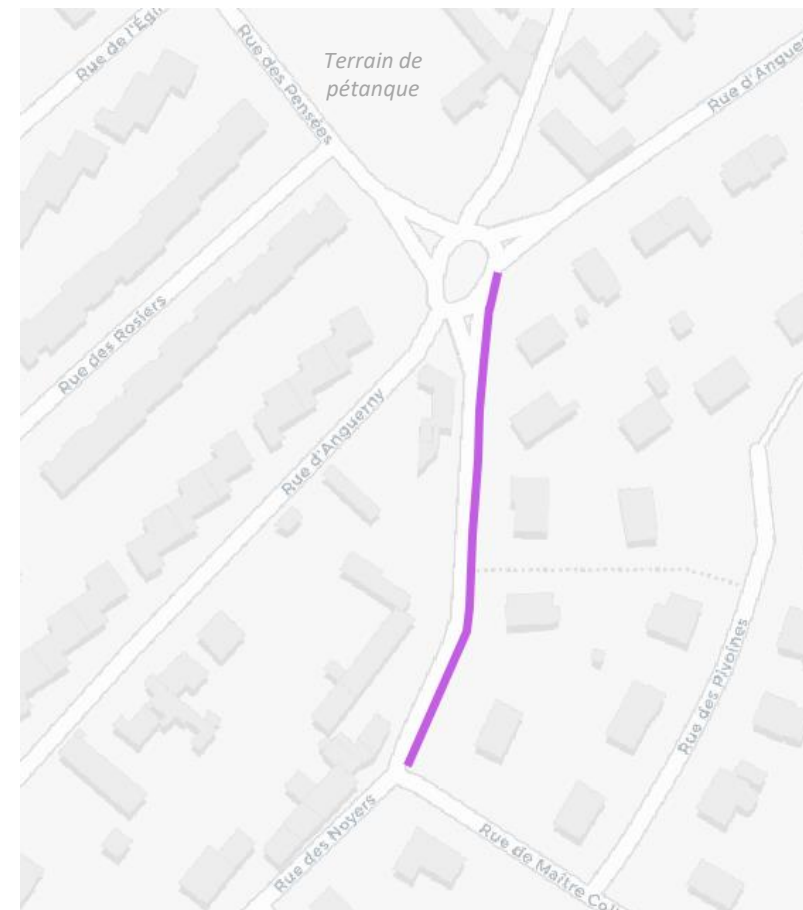 Rue de l'Égli
Rue des Pensées
Terrain de
pétanque
Rue d'Angue
Rue des Rosiers
Rue d'Anguerny
Rue des Pivoines
Rue des Noyers
Rue de Maître Col